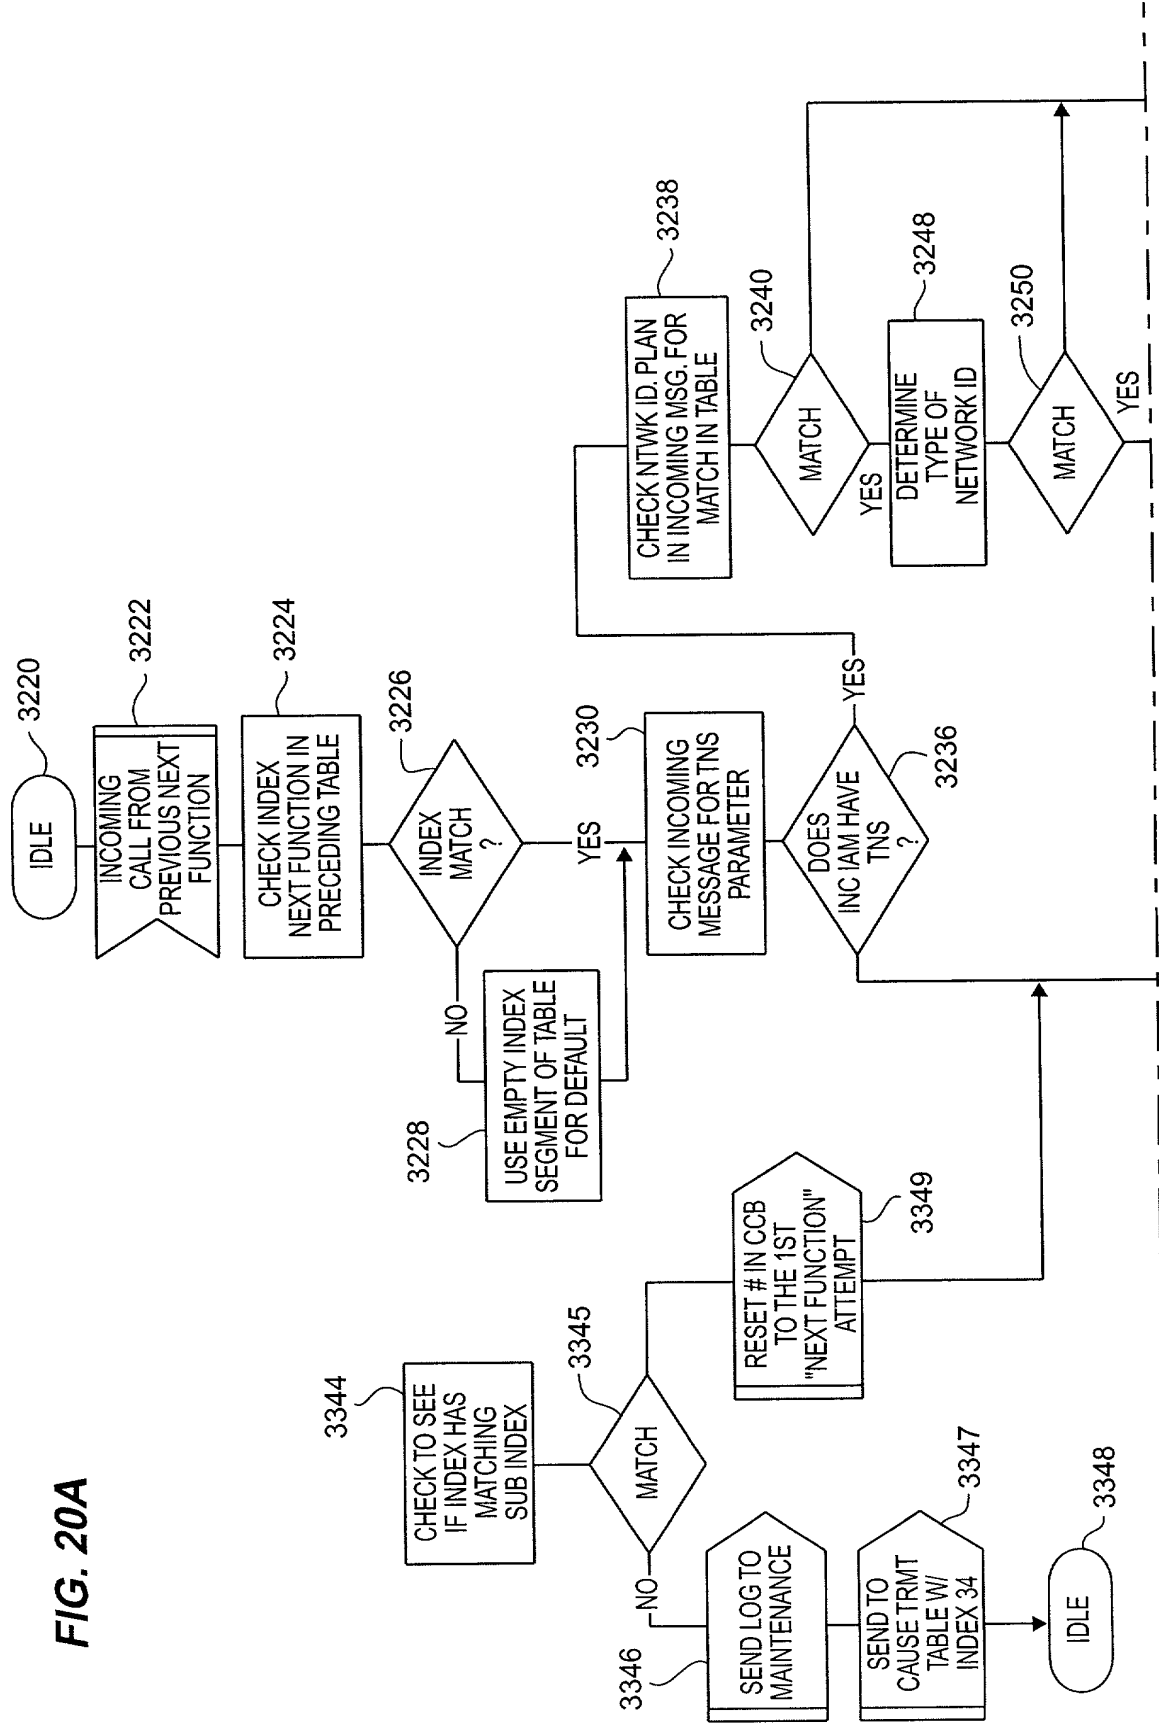 FIG. 20A
IDLE
3220
INCOMING
CALL FROM
PREVIOUS NEXT
FUNCTION
3222
CHECK INDEX
NEXT FUNCTION IN
PRECEDING TABLE
3224
INDEX
MATCH
?
3226
NO
YES
USE EMPTY INDEX
SEGMENT OF TABLE
FOR DEFAULT
3228
CHECK INCOMING
MESSAGE FOR TNS
PARAMETER
3230
DOES
INC IAM HAVE
TNS
?
3236
YES
CHECK NTWK ID. PLAN
IN INCOMING MSG. FOR
MATCH IN TABLE
3238
MATCH
3240
YES
DETERMINE
TYPE OF
NETWORK ID
3248
MATCH
3250
YES
3344
CHECK TO SEE
IF INDEX HAS
MATCHING
SUB INDEX
MATCH
3345
NO
SEND LOG TO
MAINTENANCE
3346
SEND TO
CAUSE TRMT
TABLE W/
INDEX 34
3347
IDLE
3348
RESET # IN CCB
TO THE 1ST
"NEXT FUNCTION"
ATTEMPT
3349